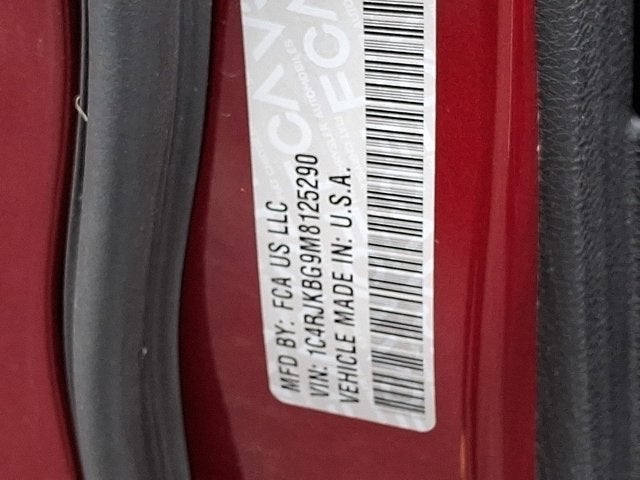 MFD BY: FCA US LLC
VIN: 1C4RJKBG9M8125290
VEHICLE MADE IN: U.S.A.